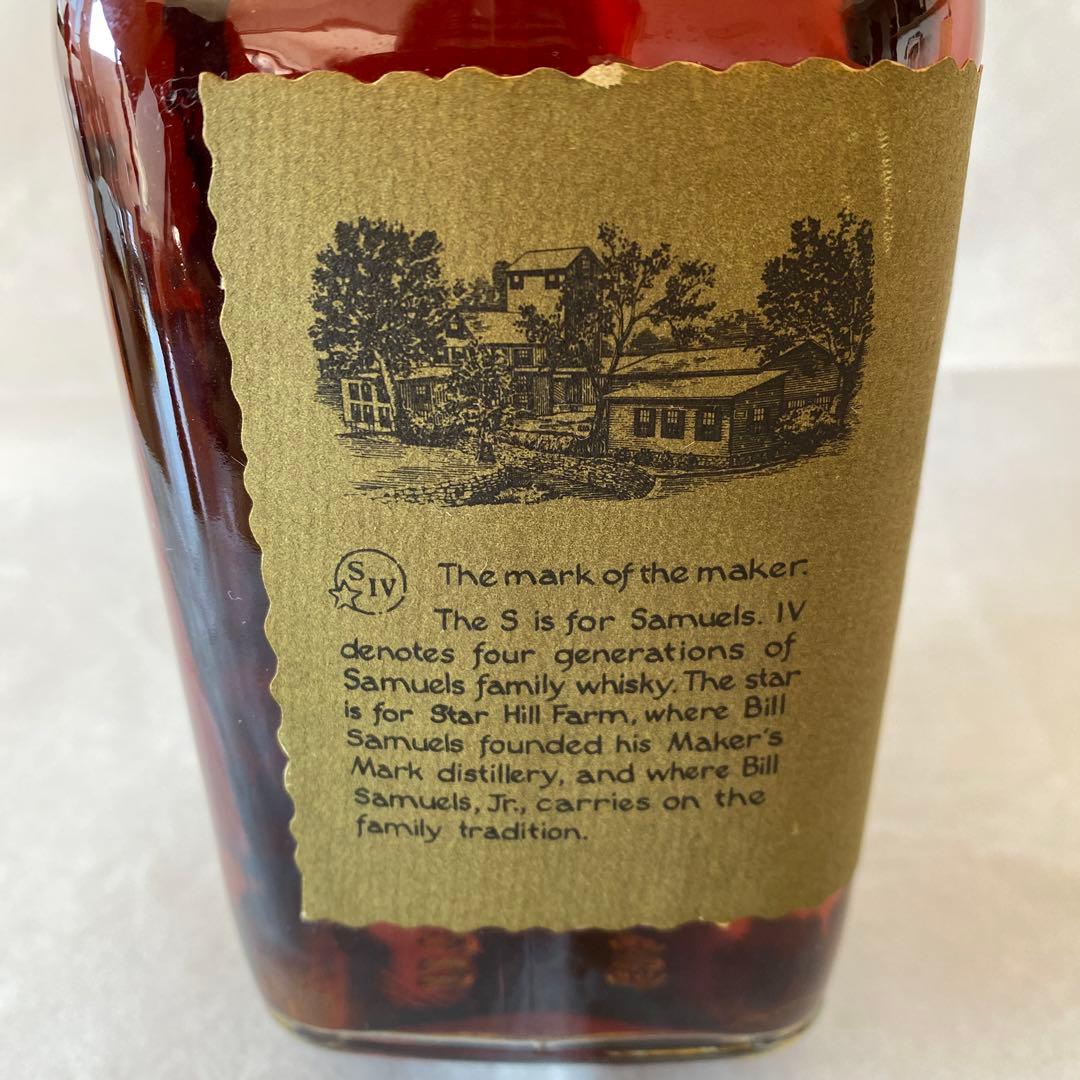 S IV The mark of the maker.
The S is for Samuels. IV
denotes four generations of
Samuels family whisky. The star
is for Star Hill Farm, where Bill
Samuels founded his Maker's
Mark distillery, and where Bill
Samuels, Jr., carries on the
family tradition.